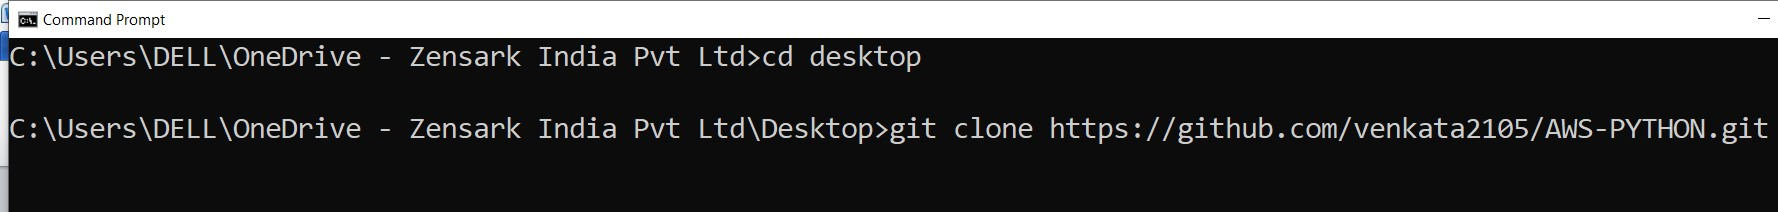 Command Prompt
C:\Users\DELL\OneDrive - Zensark India Pvt Ltd>cd desktop
C:\Users\DELL\OneDrive - Zensark India Pvt Ltd\Desktop>git clone https://github.com/venkata2105/AWS-PYTHON.git